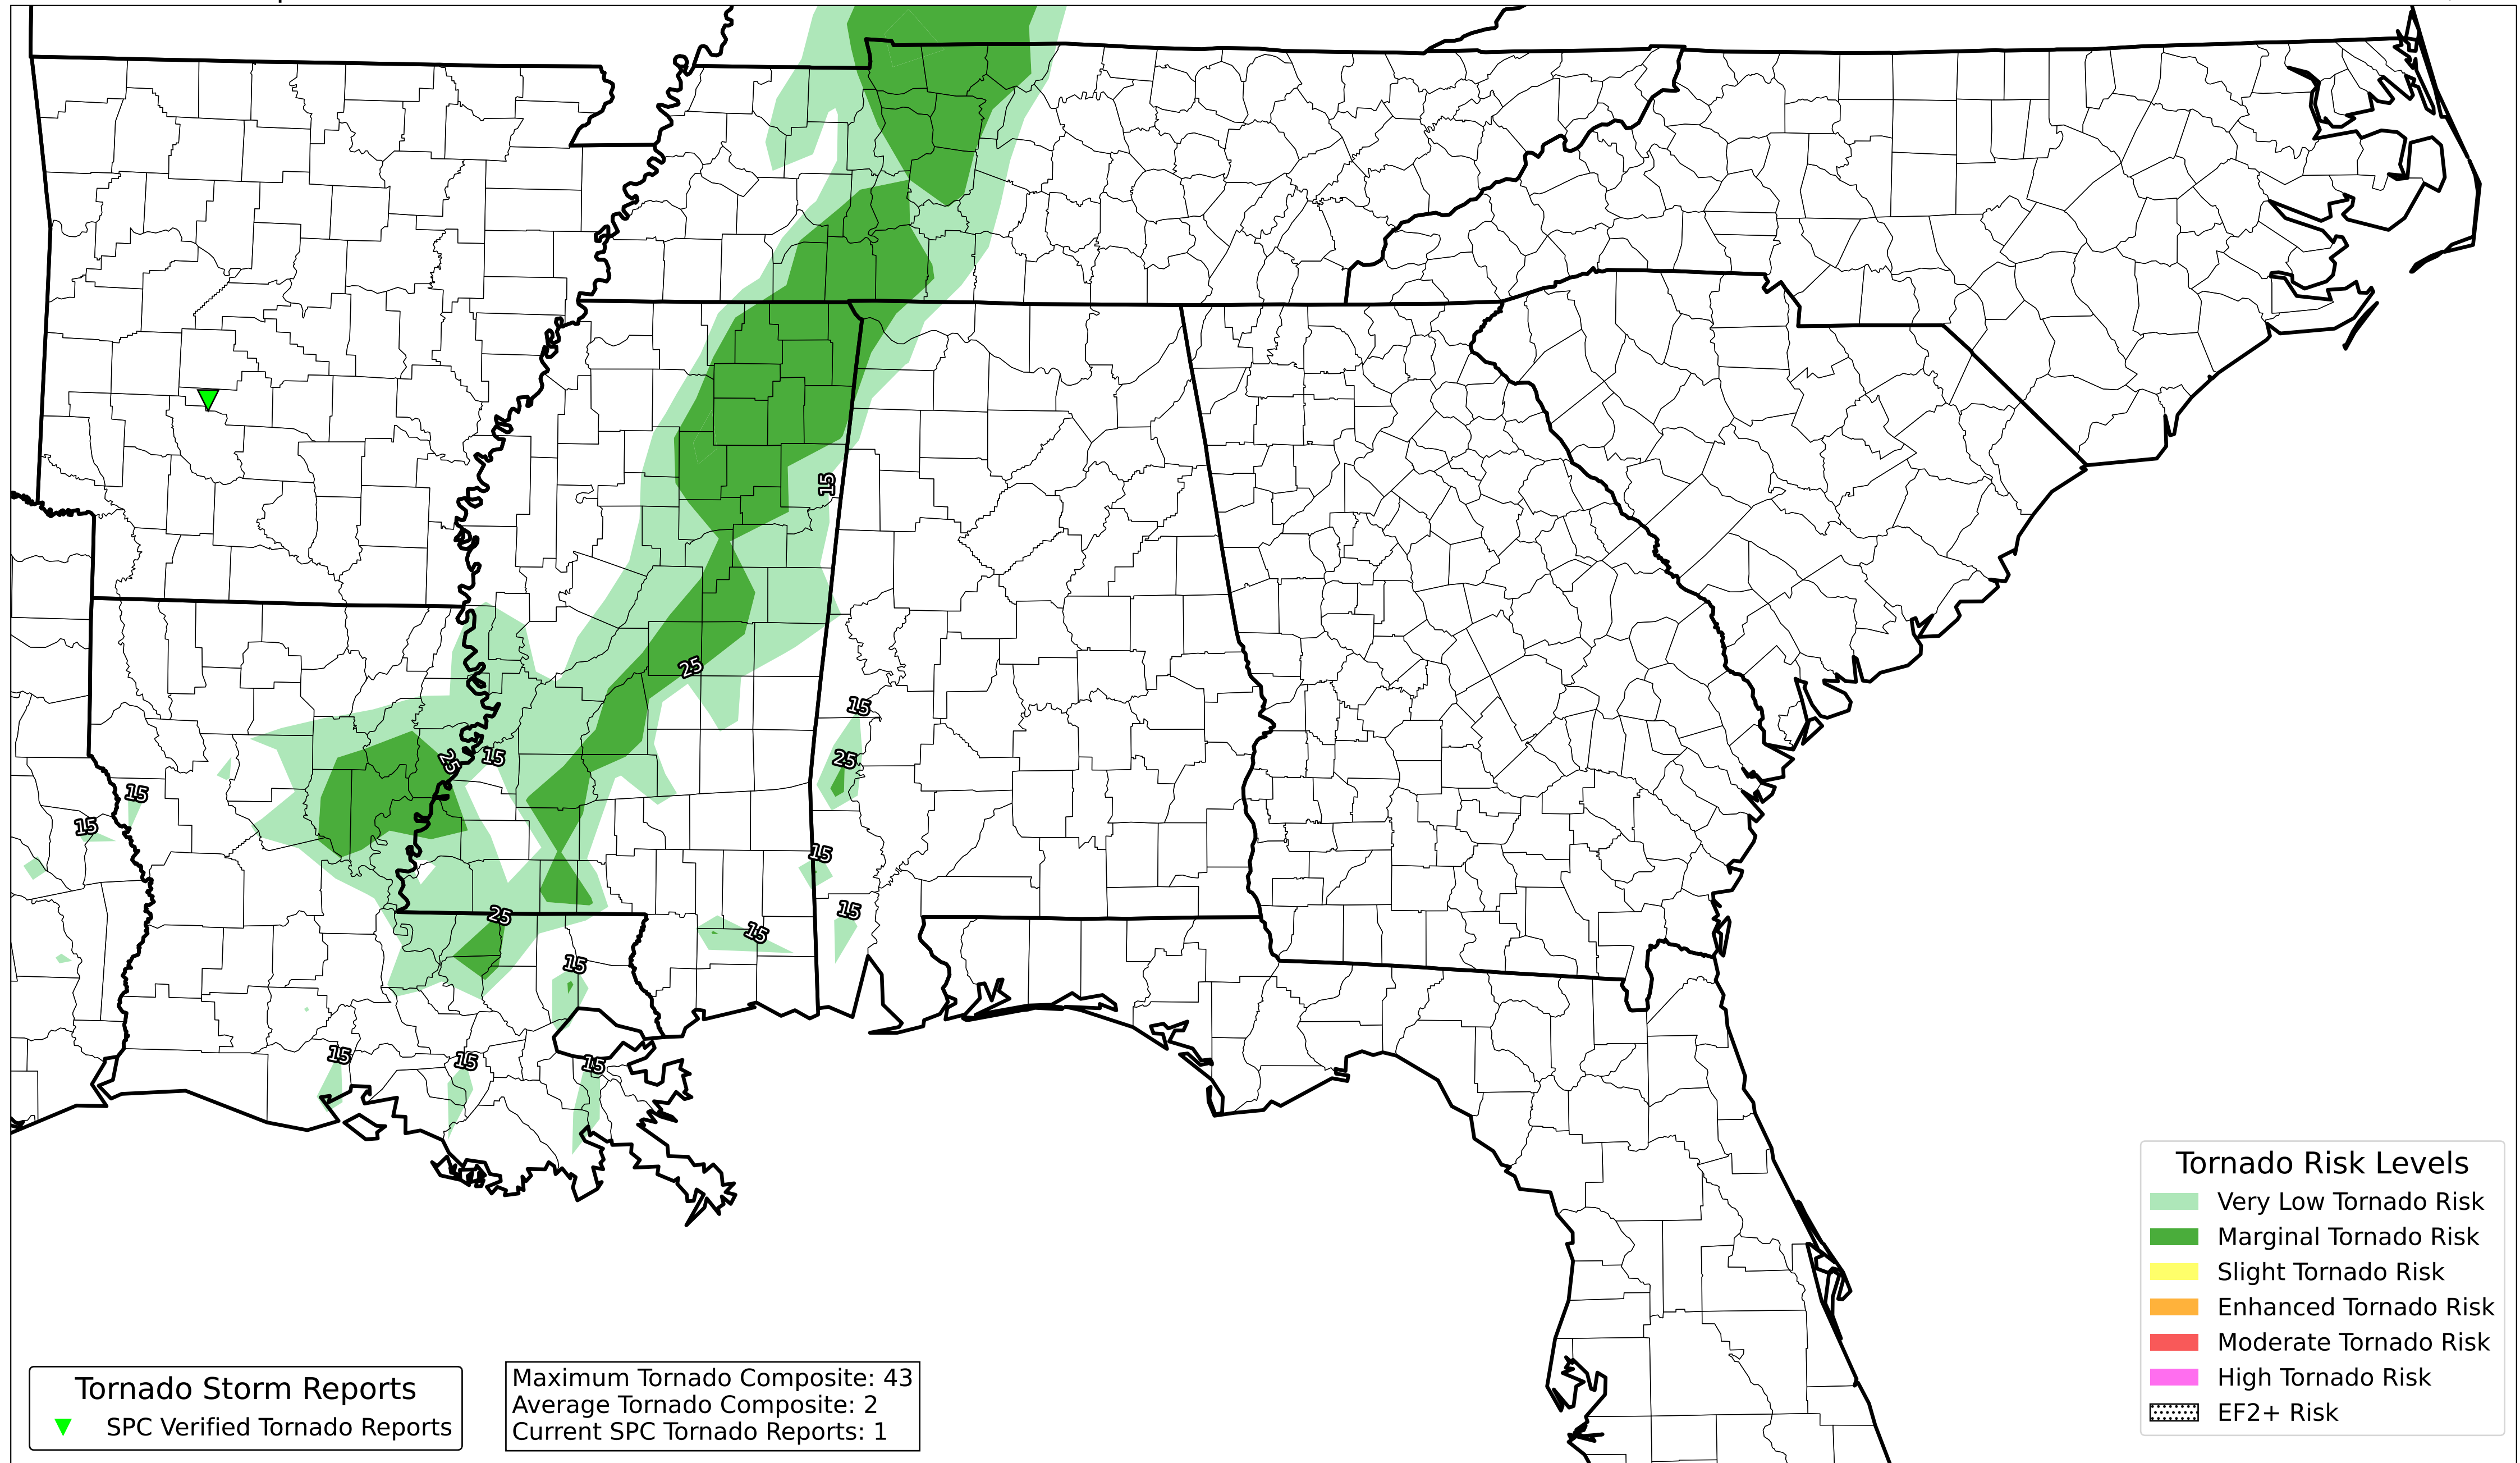 15
25
15
25
15
25
15
15
15
25
15
15
15
15
15
15
15
Tornado Risk Levels
Very Low Tornado Risk
Marginal Tornado Risk
Slight Tornado Risk
Enhanced Tornado Risk
Moderate Tornado Risk
High Tornado Risk
EF2+ Risk
Tornado Storm Reports
SPC Verified Tornado Reports
Maximum Tornado Composite: 43
Average Tornado Composite: 2
Current SPC Tornado Reports: 1